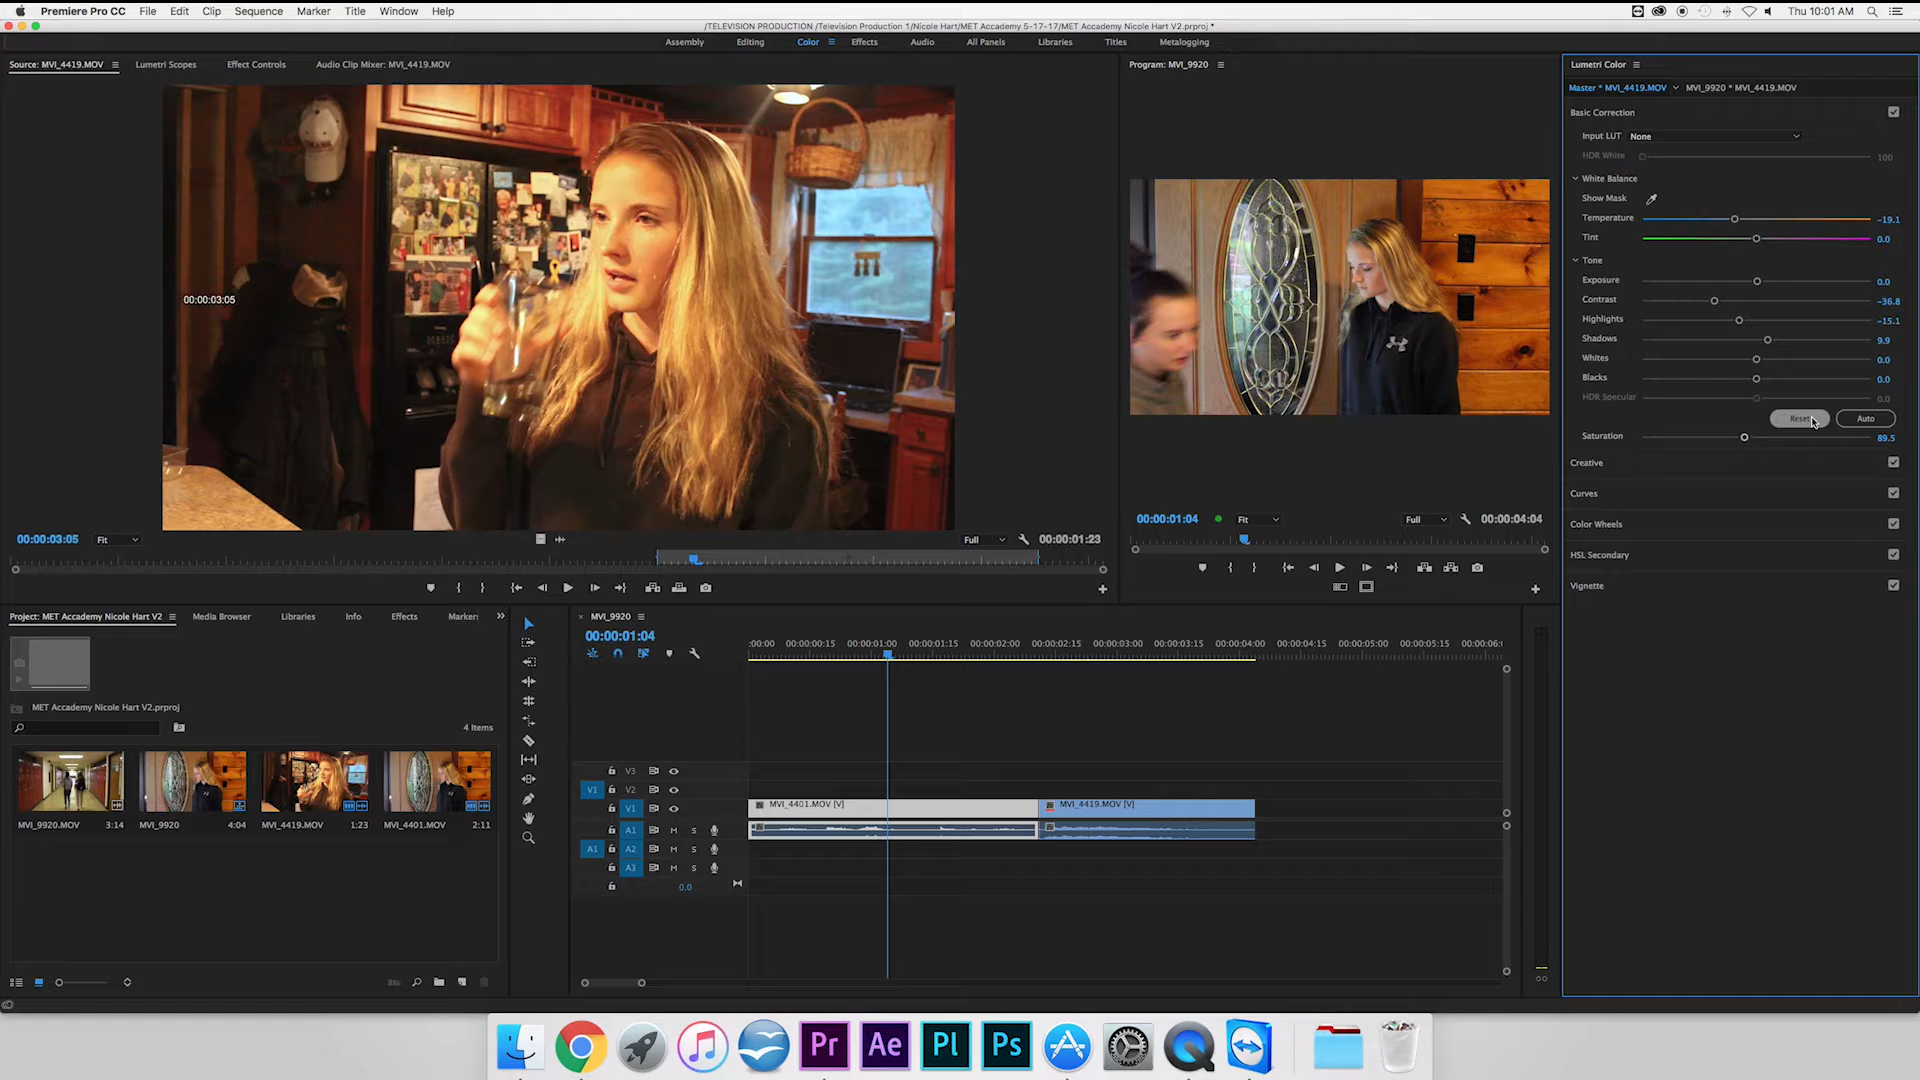 Premiere Pro CC File Edit Clip Sequence Marker Title Window Help Thu 10:01 AM
/TELEVISION PRODUCTION /Television Production 1/Nicole Hart/MET Accademy 5-17-17/MET Accademy Nicole Hart V2.prproj *
Assembly Editing Color Effects Audio All Panels Libraries Titles Metalogging
Source: MVI_4419.MOV Lumetri Scopes Effect Controls Audio Clip Mixer: MVI_4419.MOV
Program: MVI_9920
Lumetri Color
Master * MVI_4419.MOV MVI_9920 * MVI_4419.MOV
Basic Correction
Input LUT None
HDR White 100
White Balance
Show Mask
Temperature -19.1
Tint 0.0
Tone
Exposure 0.0
Contrast -36.8
Highlights -15.1
Shadows 9.9
Whites 0.0
Blacks 0.0
HDR Specular 0.0
Reset Auto
Saturation 89.5
Creative
Curves
Color Wheels
HSL Secondary
Vignette
00:00:03:05
00:00:03:05 Fit Full 00:00:01:23
00:00:01:04 Fit Full 00:00:04:04
Project: MET Accademy Nicole Hart V2 Media Browser Libraries Info Effects Marker:
MET Accademy Nicole Hart V2.prproj
4 Items
MVI_9920.MOV 3:14 MVI_9920 4:04 MVI_4419.MOV 1:23 MVI_4401.MOV 2:11
MVI_9920
00:00:01:04
:00:00 00:00:00:15 00:00:01:00 00:00:01:15 00:00:02:00 00:00:02:15 00:00:03:00 00:00:03:15 00:00:04:00 00:00:04:15 00:00:05:00 00:00:05:15 00:00:06:
V3
V1 V2
V1 MVI_4401.MOV [V] MVI_4419.MOV [V]
A1 M S
A1 A2 M S
A3 M S
0.0
Pr Ae Pl Ps